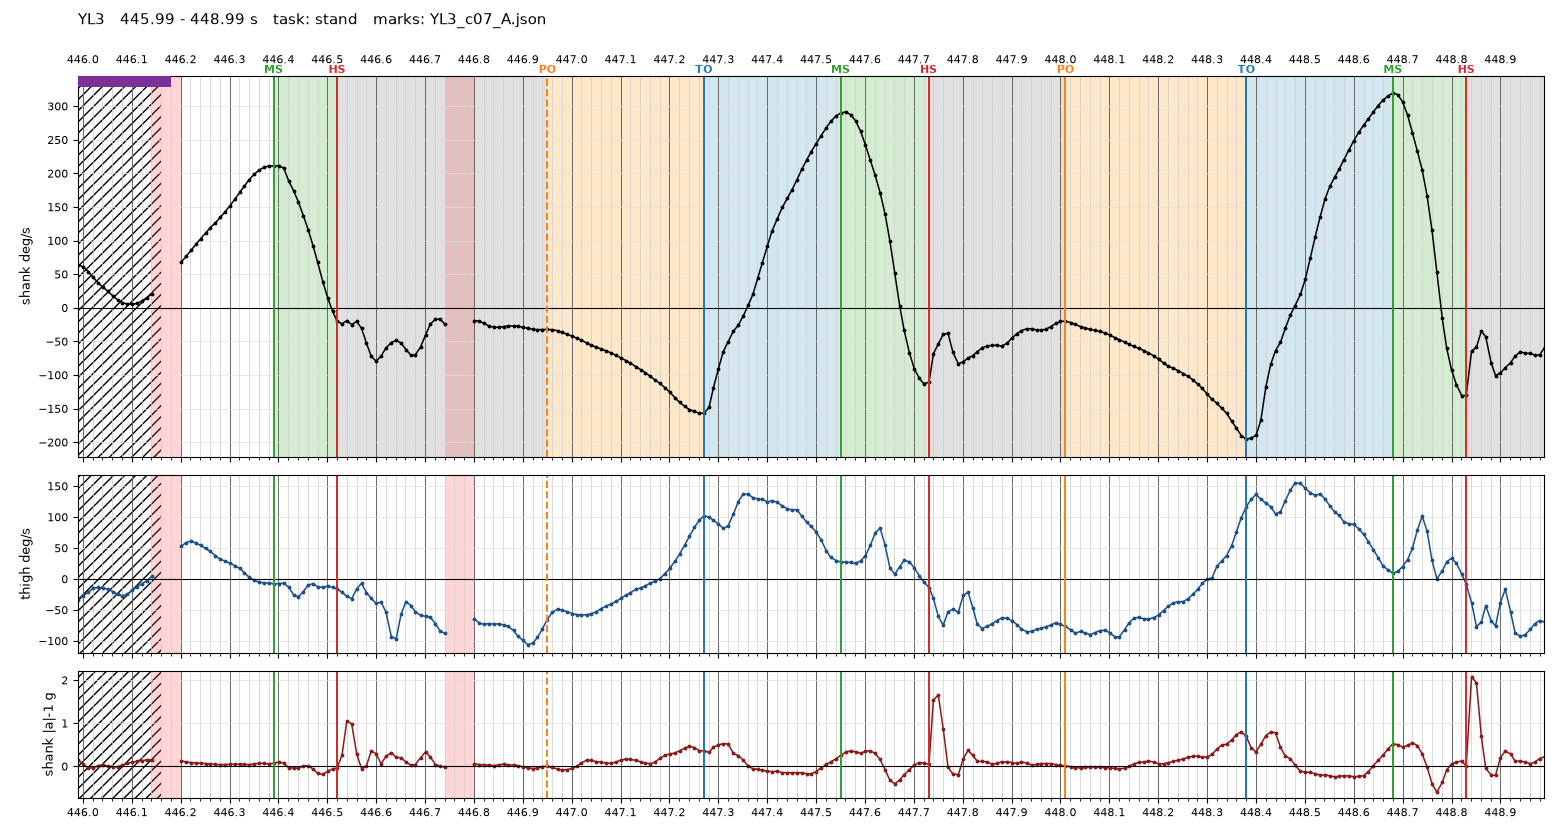 YL3   445.99 - 448.99 s   task: stand   marks: YL3_c07_A.json
446.0 446.1 446.2 446.3 446.4 446.5 446.6 446.7 446.8 446.9 447.0 447.1 447.2 447.3 447.4 447.5 447.6 447.7 447.8 447.9 448.0 448.1 448.2 448.3 448.4 448.5 448.6 448.7 448.8 448.9
MS HS PO TO MS HS PO TO MS HS
shank deg/s
300
250
200
150
100
50
0
−50
−100
−150
−200
thigh deg/s
150
100
50
0
−50
−100
shank |a|-1 g
2
1
0
446.0 446.1 446.2 446.3 446.4 446.5 446.6 446.7 446.8 446.9 447.0 447.1 447.2 447.3 447.4 447.5 447.6 447.7 447.8 447.9 448.0 448.1 448.2 448.3 448.4 448.5 448.6 448.7 448.8 448.9